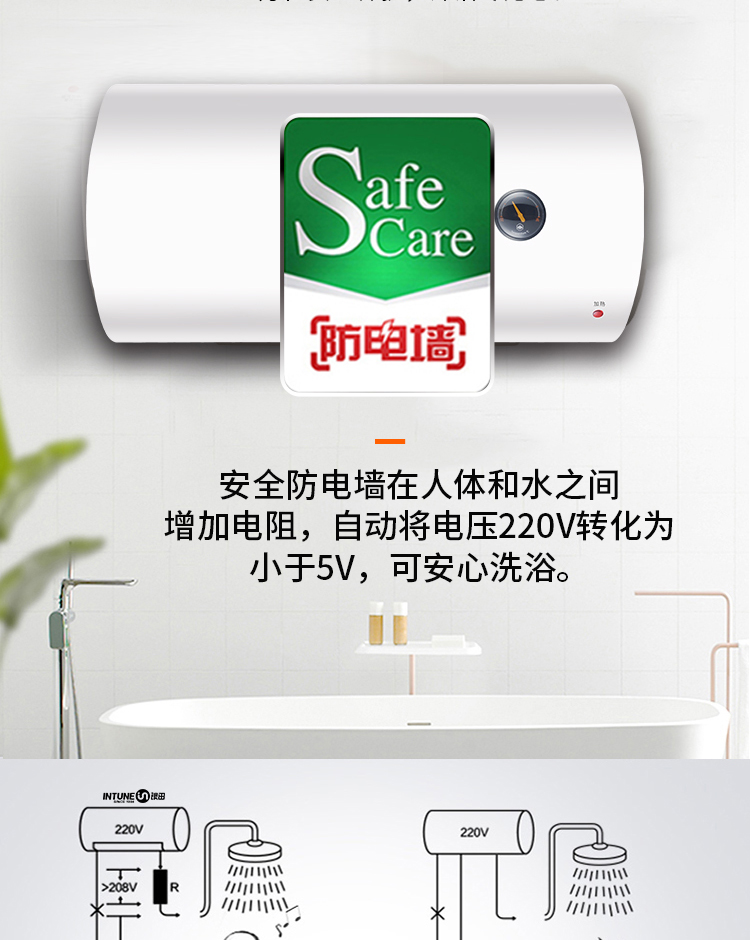 Safe
Care
防电墙
加热
安全防电墙在人体和水之间
增加电阻，自动将电压220V转化为
小于5V，可安心洗浴。
INTUNE
220V
>208V
R
220V